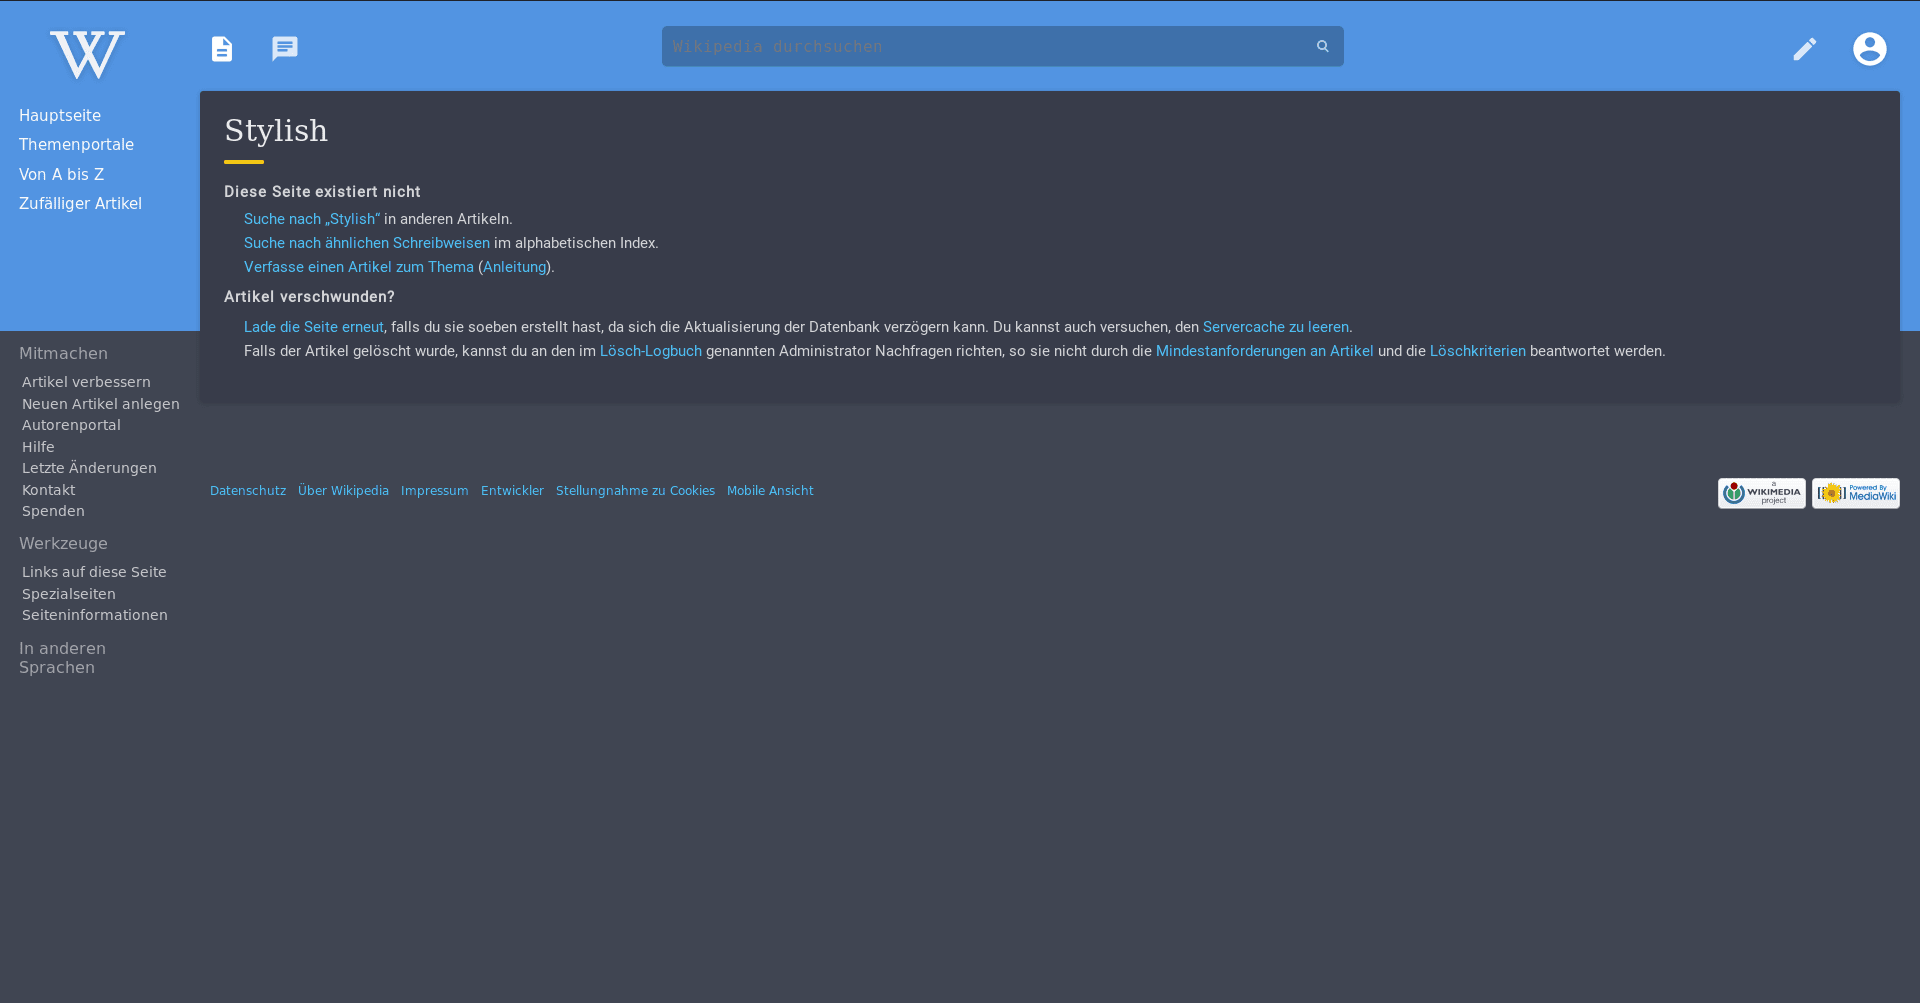 W
Wikipedia durchsuchen
Hauptseite
Themenportale
Von A bis Z
Zufälliger Artikel
Stylish
Diese Seite existiert nicht
Suche nach „Stylish“ in anderen Artikeln.
Suche nach ähnlichen Schreibweisen im alphabetischen Index.
Verfasse einen Artikel zum Thema (Anleitung).
Artikel verschwunden?
Lade die Seite erneut, falls du sie soeben erstellt hast, da sich die Aktualisierung der Datenbank verzögern kann. Du kannst auch versuchen, den Servercache zu leeren.
Falls der Artikel gelöscht wurde, kannst du an den im Lösch-Logbuch genannten Administrator Nachfragen richten, so sie nicht durch die Mindestanforderungen an Artikel und die Löschkriterien beantwortet werden.
Mitmachen
Artikel verbessern
Neuen Artikel anlegen
Autorenportal
Hilfe
Letzte Änderungen
Kontakt
Spenden
Werkzeuge
Links auf diese Seite
Spezialseiten
Seiteninformationen
In anderen
Sprachen
Datenschutz Über Wikipedia Impressum Entwickler Stellungnahme zu Cookies Mobile Ansicht
a
WIKIMEDIA
project
Powered By
MediaWiki